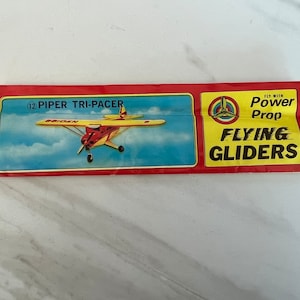 12 PIPER TRI-PACER
FLY WITH
Power
Prop
FLYING
GLIDERS